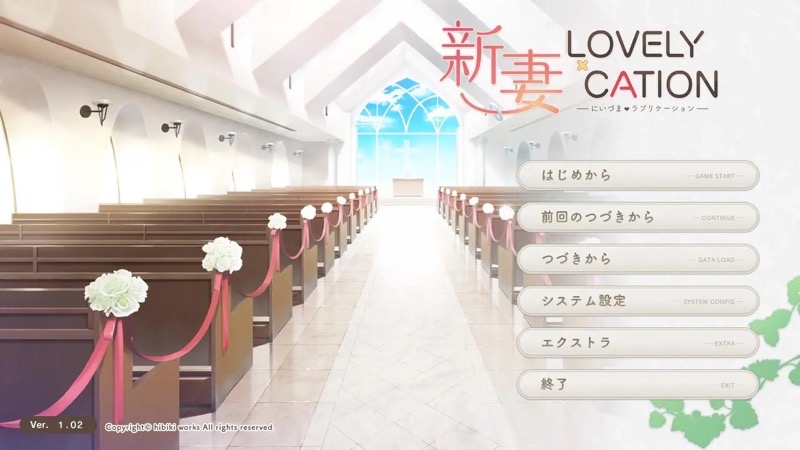 新妻 LOVELY
×CATION
にいづま♥ラブリケーション
はじめから GAME START
前回のつづきから CONTINUE
つづきから DATA LOAD
システム設定 SYSTEM CONFIG
エクストラ EXTRA
終了 EXIT
Ver. 1.02 Copyright© hibiki works All rights reserved.